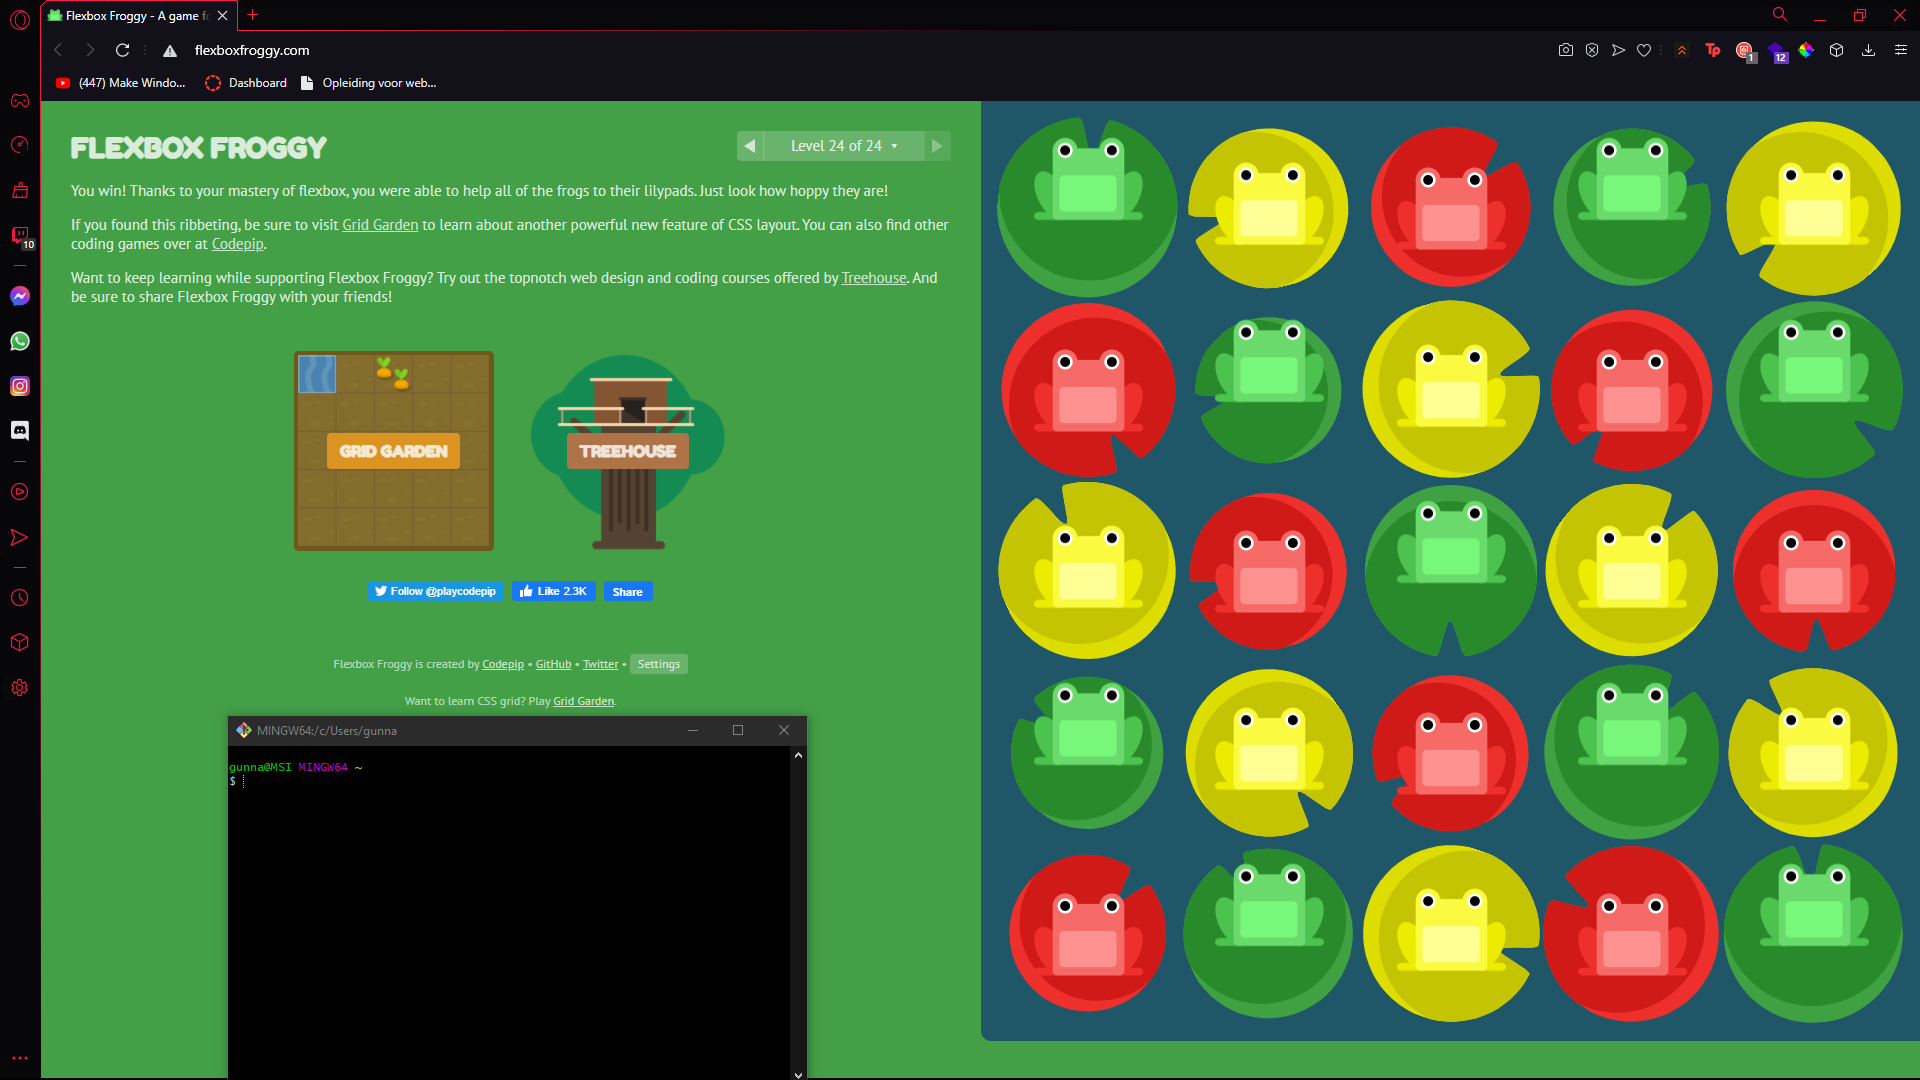 Flexbox Froggy - A game fo
flexboxfroggy.com
1
12
(447) Make Windo...
Dashboard
Opleiding voor web...
10
FLEXBOX FROGGY
Level 24 of 24
You win! Thanks to your mastery of flexbox, you were able to help all of the frogs to their lilypads. Just look how hoppy they are!
If you found this ribbeting, be sure to visit Grid Garden to learn about another powerful new feature of CSS layout. You can also find other
coding games over at Codepip.
Want to keep learning while supporting Flexbox Froggy? Try out the topnotch web design and coding courses offered by Treehouse. And
be sure to share Flexbox Froggy with your friends!
GRID GARDEN
TREEHOUSE
Follow @playcodepip
Like 2.3K
Share
Flexbox Froggy is created by Codepip • GitHub • Twitter • Settings
Want to learn CSS grid? Play Grid Garden.
MINGW64:/c/Users/gunna
gunna@MSI MINGW64 ~
$